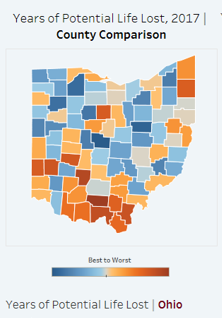 Years of Potential Life Lost, 2017 |
County Comparison
Best to Worst
Years of Potential Life Lost | Ohio